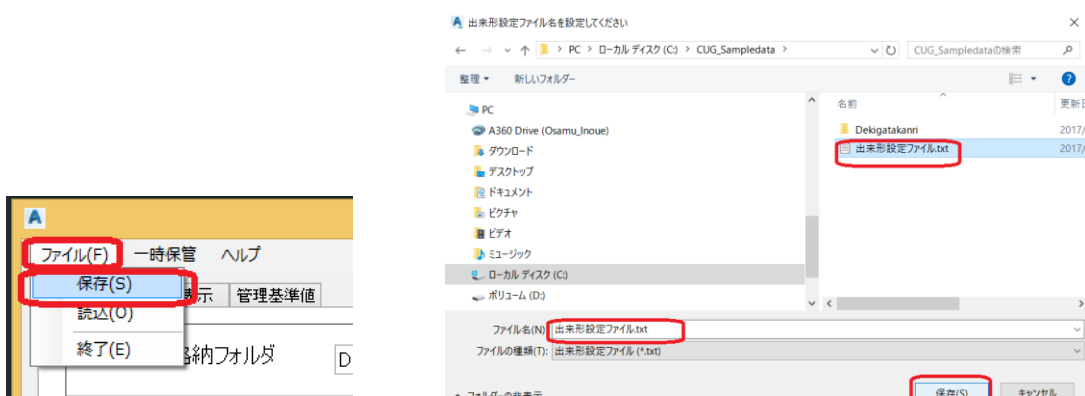 ファイル(F) 一時保管 ヘルプ
保存(S)
表示 管理基準値
読込(O)
終了(E)
格納フォルダ D
出来形設定ファイル名を設定してください
PC > ローカル ディスク (C:) > CUG_Sampledata >
CUG_Sampledataの検索
整理 新しいフォルダー
PC
A360 Drive (Osamu_Inoue)
ダウンロード
デスクトップ
ドキュメント
ピクチャ
ビデオ
ミュージック
ローカル ディスク (C:)
ボリューム (D:)
名前 更新日
Dekigatakanri 2017/
出来形設定ファイル.txt 2017/
ファイル名(N): 出来形設定ファイル.txt
ファイルの種類(T): 出来形設定ファイル (*.txt)
フォルダーの非表示 保存(S) キャンセル